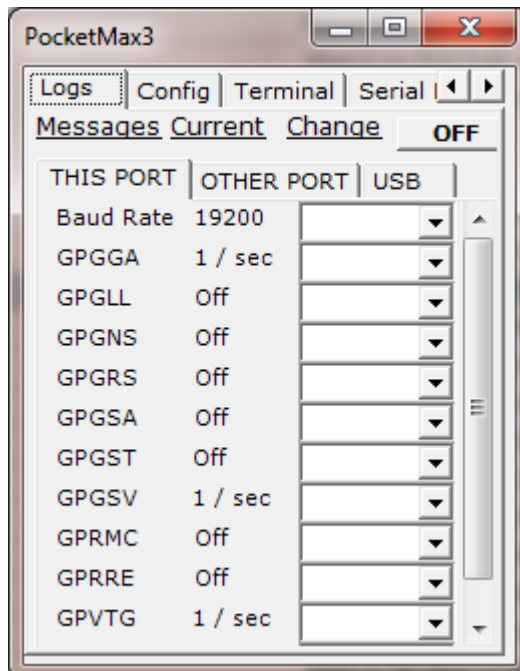 PocketMax3
Logs Config Terminal Serial
Messages Current Change OFF
THIS PORT OTHER PORT USB
Baud Rate 19200
GPGGA 1 / sec
GPGLL Off
GPGNS Off
GPGRS Off
GPGSA Off
GPGST Off
GPGSV 1 / sec
GPRMC Off
GPRRE Off
GPVTG 1 / sec